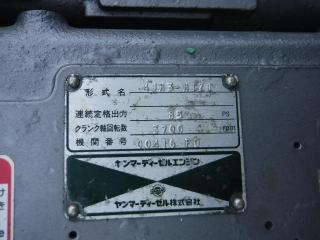 形式名
連続定格出力 85 PS
クランク軸回転数 3700 rpm
機関番号
ヤンマーディーゼルエンジン
ヤンマーディーゼル株式会社